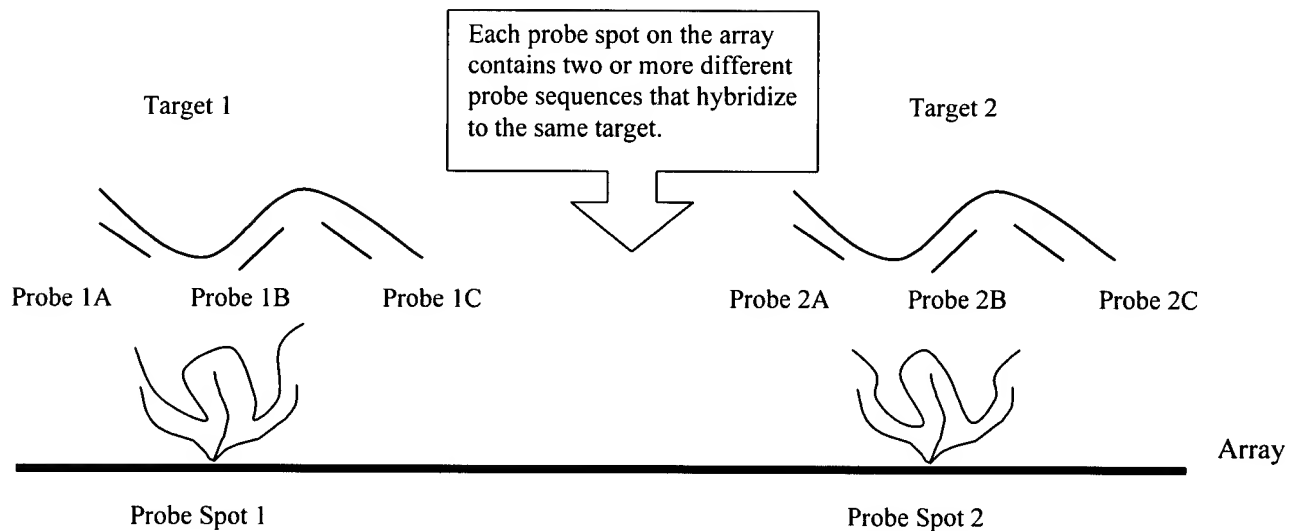 Each probe spot on the array
contains two or more different
probe sequences that hybridize
to the same target.
Target 1
Target 2
Probe 1A
Probe 1B
Probe 1C
Probe 2A
Probe 2B
Probe 2C
Array
Probe Spot 1
Probe Spot 2